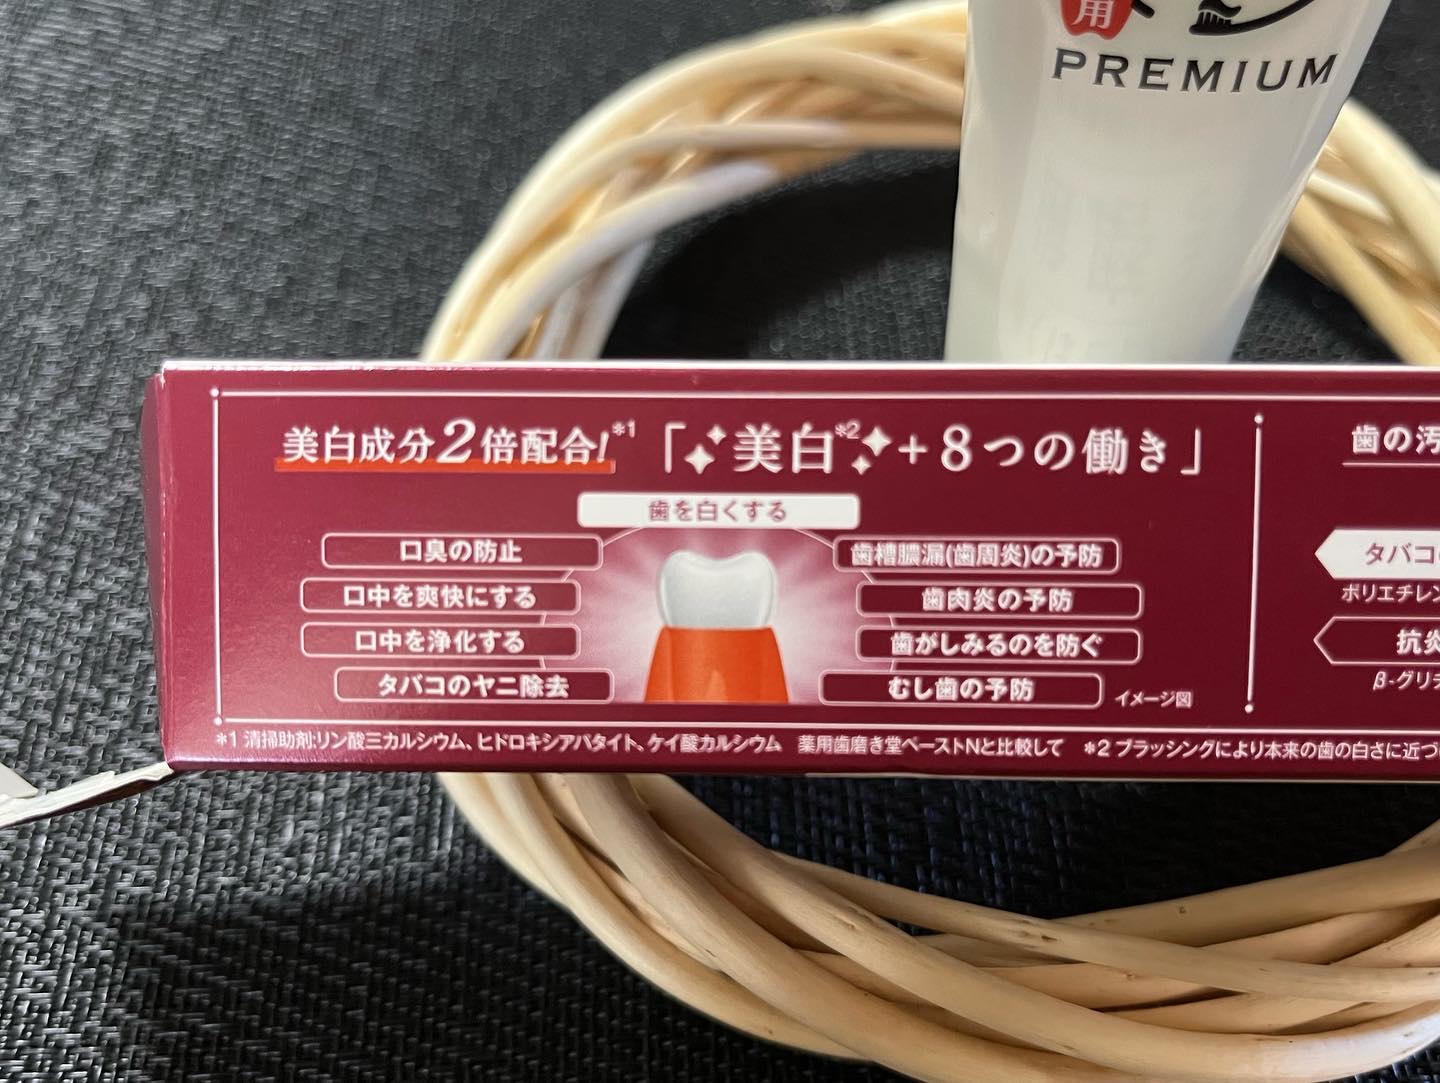 用
PREMIUM
美白成分2倍配合!*1 「美白*2+8つの働き」
歯を白くする
口臭の防止
口中を爽快にする
口中を浄化する
タバコのヤニ除去
歯槽膿漏(歯周炎)の予防
歯肉炎の予防
歯がしみるのを防ぐ
むし歯の予防
イメージ図
*1 清掃助剤:リン酸三カルシウム、ヒドロキシアパタイト、ケイ酸カルシウム 薬用歯磨き堂ペーストNと比較して *2 ブラッシングにより本来の歯の白さに近づ
歯の汚
タバコ
ポリエチレン
抗炎
β-グリチ